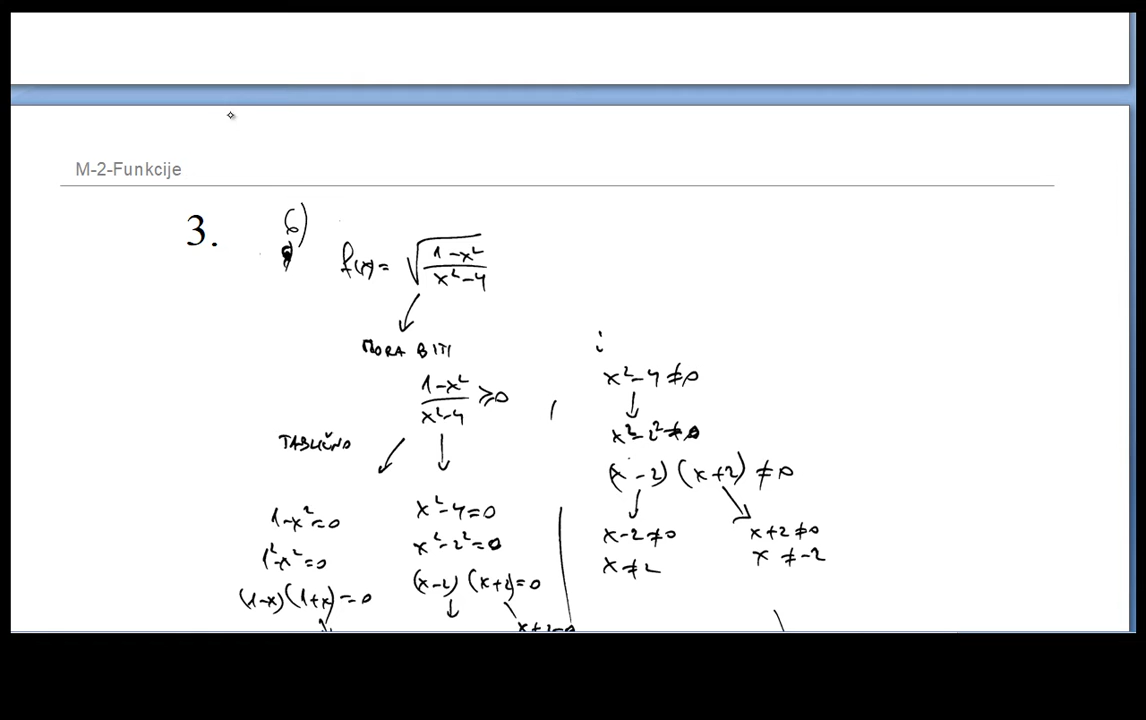 M-2-Funkcije
3. б)
f(x) = √((1-x²)/(x²-4))
MORA BITI
i
(1-x²)/(x²-4) ≥ 0 ,
x²-4 ≠ 0
x²-2² ≠ 0
(x-2)(x+2) ≠ 0
x-2 ≠ 0
x+2 ≠ 0
x ≠ 2
x ≠ -2
TABLIČNO
1-x² = 0
1²-x² = 0
(1-x)(1+x) = 0
x²-4 = 0
x²-2² = 0
(x-2)(x+2) = 0